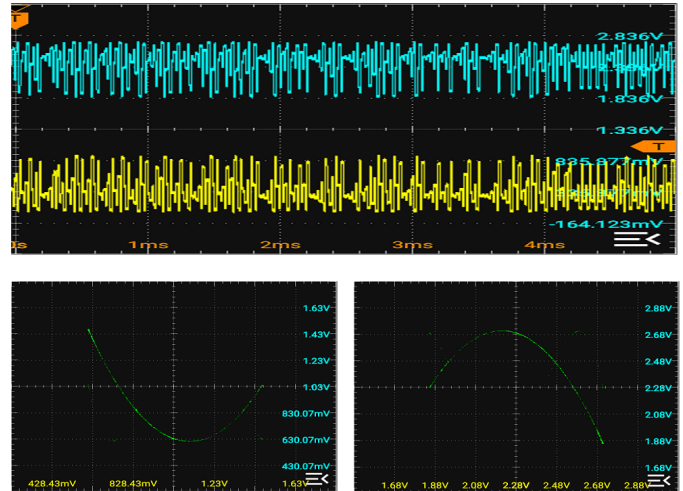 T
2.836V
1.836V
1.336V
T
835.877mV
-164.123mV
1ms
2ms
3ms
4ms
1.63V
1.43V
1.23V
1.03V
830.07mV
630.07mV
430.07mV
428.43mV
828.43mV
1.23V
1.63V
2.88V
2.68V
2.48V
2.28V
2.08V
1.88V
1.68V
1.68V
1.88V
2.08V
2.28V
2.48V
2.68V
2.88V